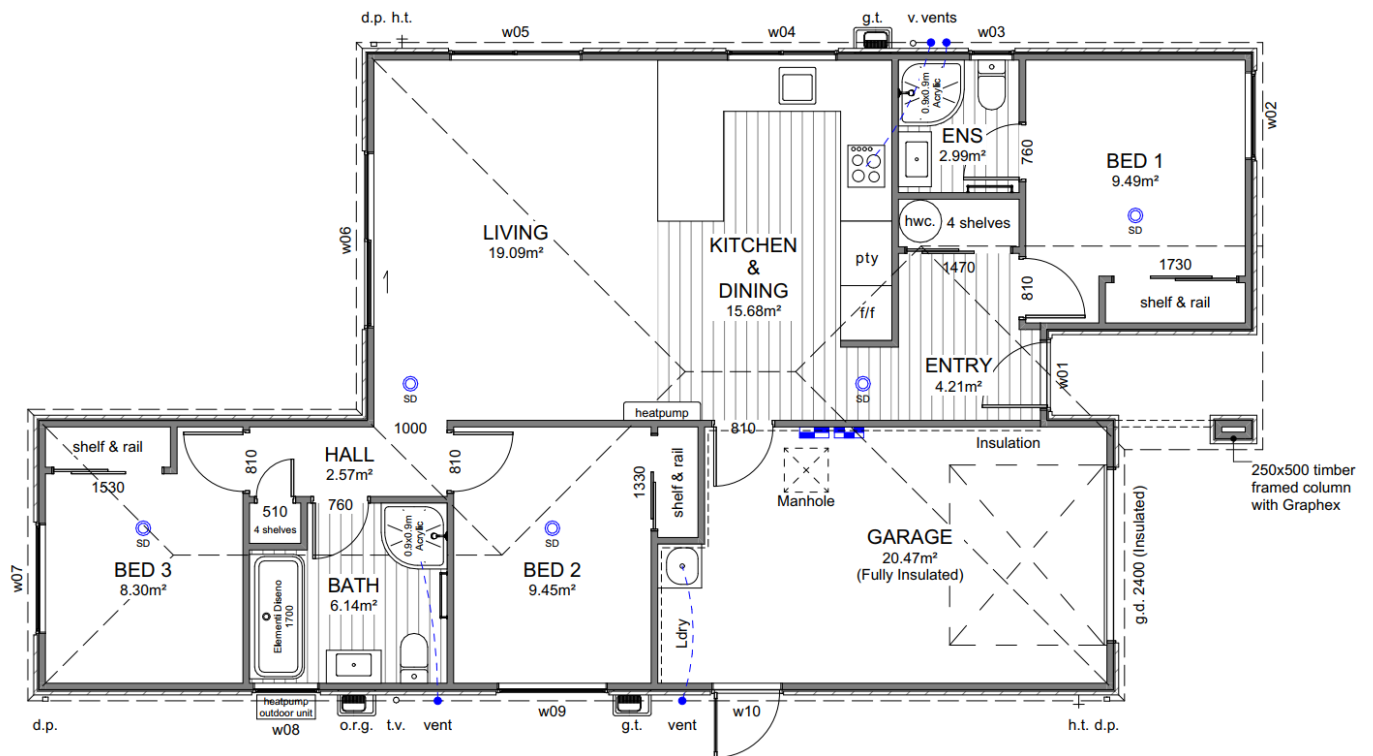 d.p. h.t.
w05
w04
g.t.
v. vents
w03
w02
0.9x0.9m
Acrylic
ENS
2.99m²
760
BED 1
9.49m²
SD
w06
LIVING
19.09m²
1
KITCHEN
&
DINING
15.68m²
hwc.
4 shelves
pty
1470
f/f
810
1730
shelf & rail
ENTRY
4.21m²
w01
SD
SD
heatpump
1000
810
Insulation
shelf & rail
1530
810
HALL
2.57m²
810
1330
shelf & rail
Manhole
250x500 timber
framed column
with Graphex
510
4 shelves
760
0.9x0.9m
Acrylic
SD
SD
GARAGE
20.47m²
(Fully Insulated)
g.d. 2400 (Insulated)
w07
BED 3
8.30m²
Elementi Diseno
1700
BATH
6.14m²
BED 2
9.45m²
Ldry
d.p.
heatpump
outdoor unit
w08
o.r.g.
t.v.
vent
w09
g.t.
vent
w10
h.t. d.p.